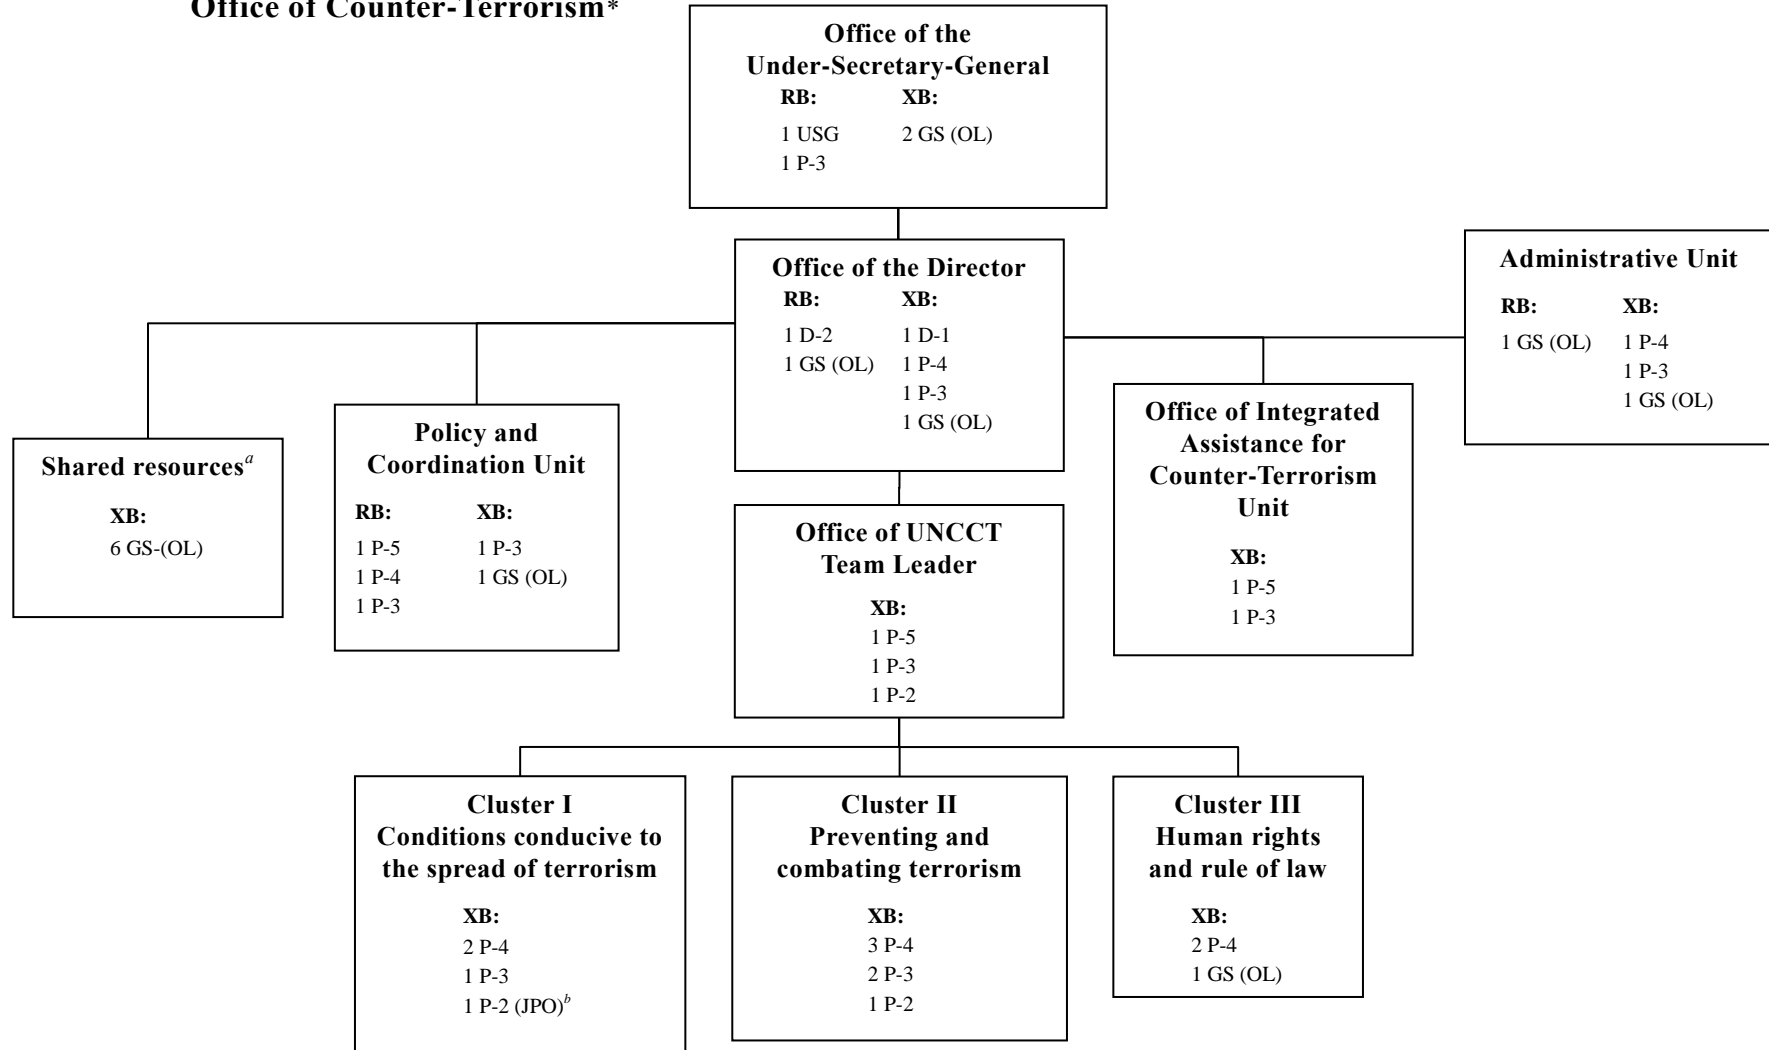 Office of Counter-Terrorism*
Office of the
Under-Secretary-General
RB: XB:
1 USG 2 GS (OL)
1 P-3
Office of the Director
RB: XB:
1 D-2 1 D-1
1 GS (OL) 1 P-4
1 P-3
1 GS (OL)
Administrative Unit
RB: XB:
1 GS (OL) 1 P-4
1 P-3
1 GS (OL)
Shared resources^a
XB:
6 GS-(OL)
Policy and
Coordination Unit
RB: XB:
1 P-5 1 P-3
1 P-4 1 GS (OL)
1 P-3
Office of UNCCT
Team Leader
XB:
1 P-5
1 P-3
1 P-2
Office of Integrated
Assistance for
Counter-Terrorism
Unit
XB:
1 P-5
1 P-3
Cluster I
Conditions conducive to
the spread of terrorism
XB:
2 P-4
1 P-3
1 P-2 (JPO)^b
Cluster II
Preventing and
combating terrorism
XB:
3 P-4
2 P-3
1 P-2
Cluster III
Human rights
and rule of law
XB:
2 P-4
1 GS (OL)